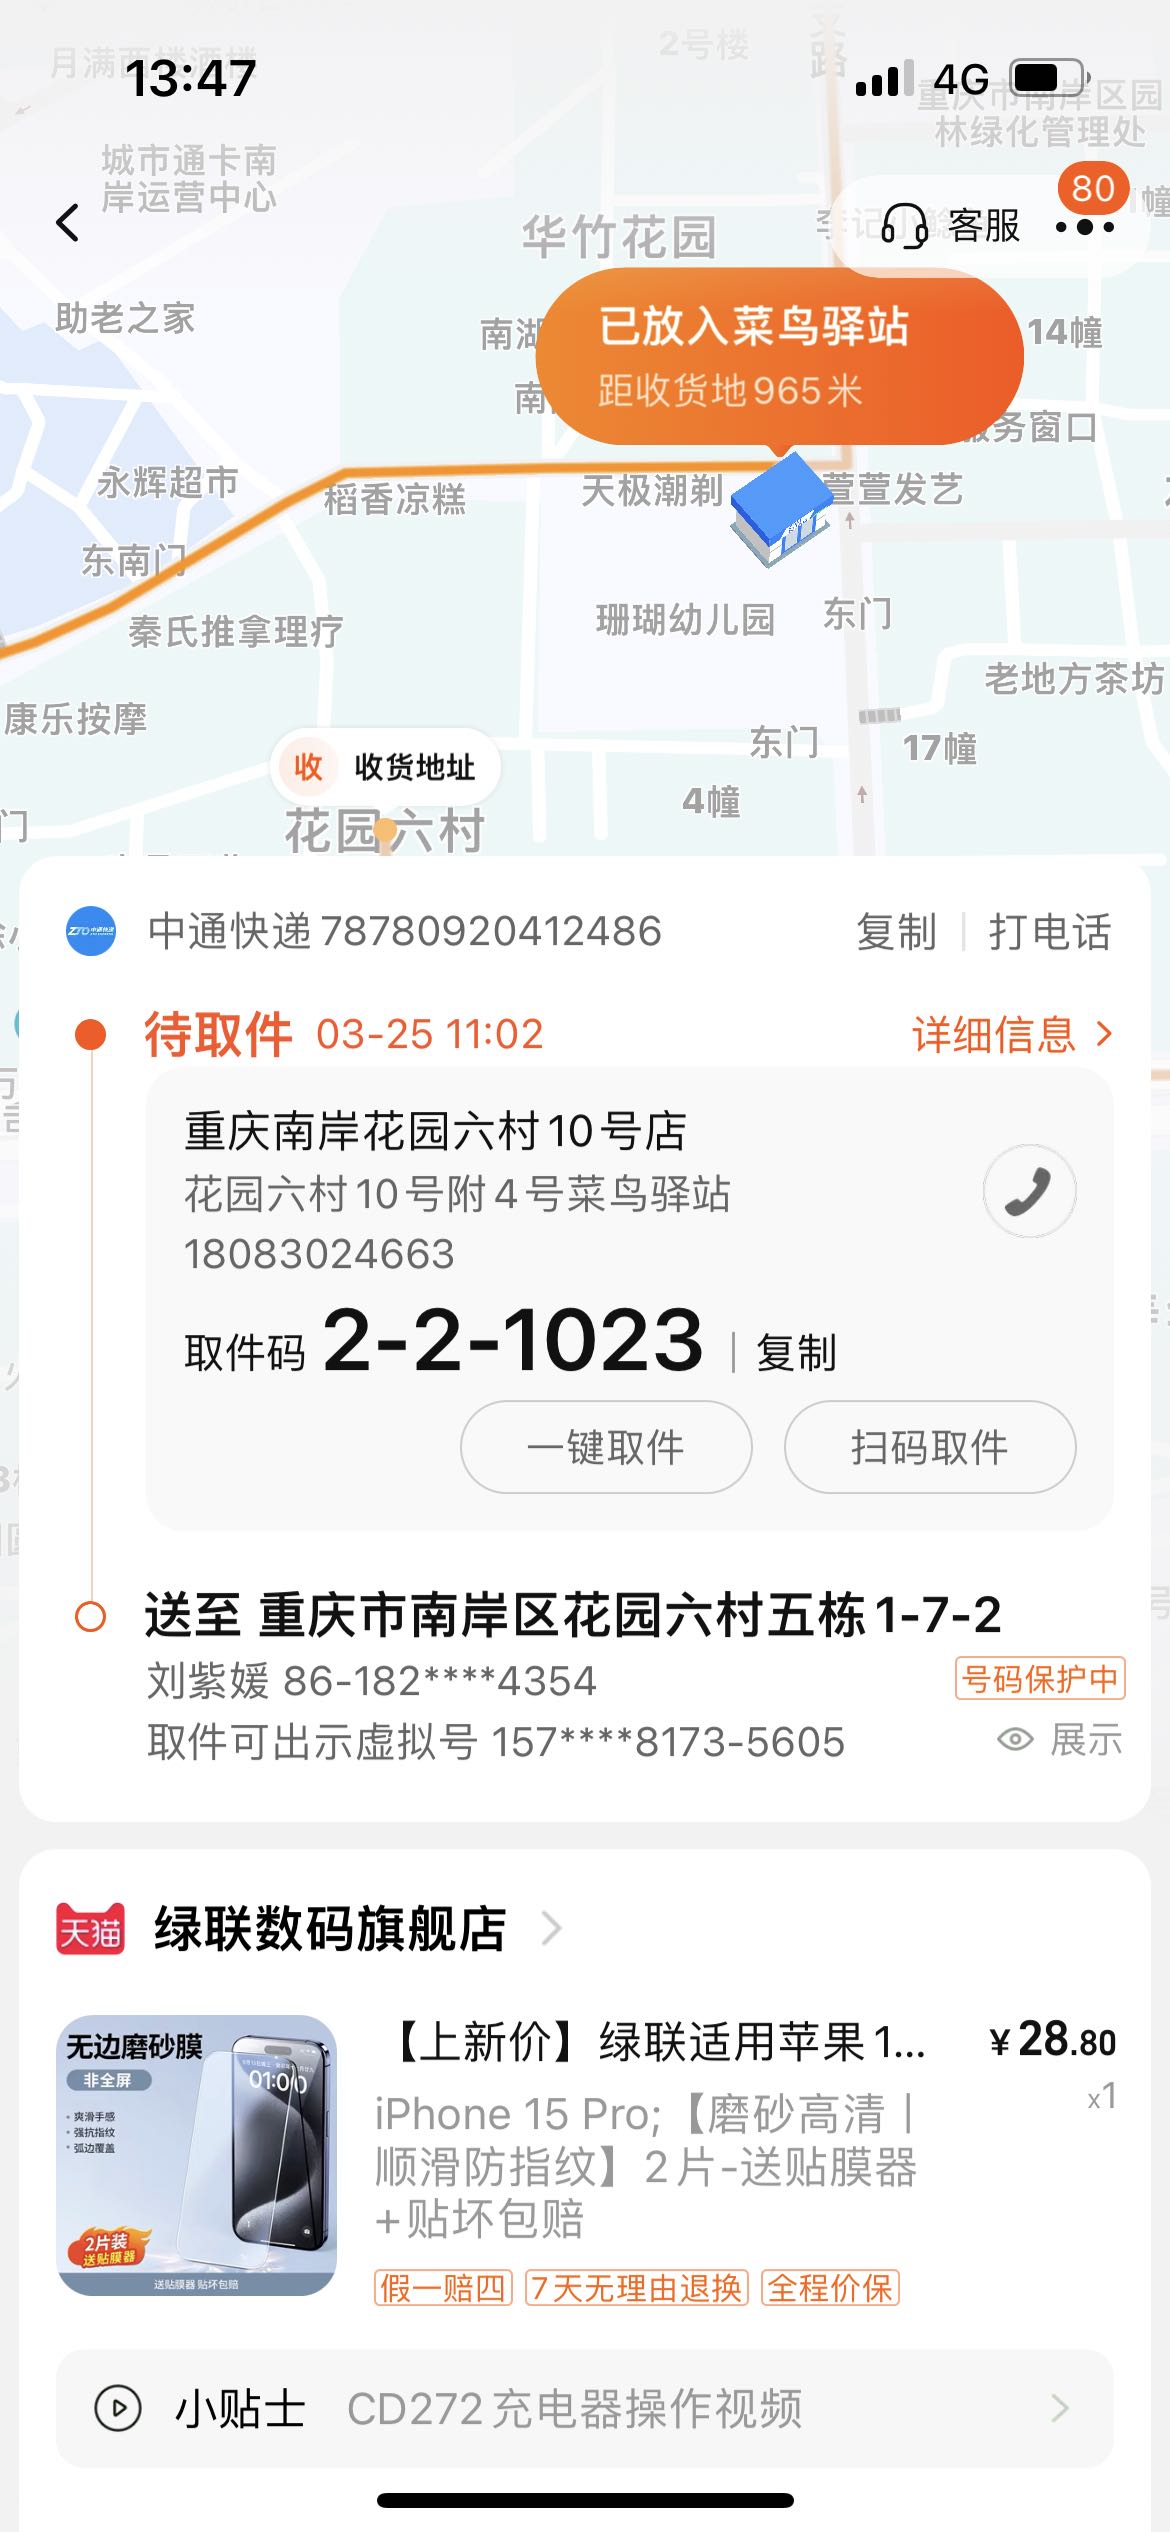 月满西楼酒楼
2号楼
13:47
4G
重庆市南岸区园
林绿化管理处
城市通卡南
岸运营中心
80
华竹花园
客服
助老之家
已放入菜鸟驿站
距收货地965米
南湖
14幢
服务窗口
永辉超市
稻香凉糕
天极潮剃
萱萱发艺
东南门
秦氏推拿理疗
珊瑚幼儿园
东门
老地方茶坊
康乐按摩
东门
17幢
收 收货地址
4幢
花园六村
门
中通快递 78780920412486
复制
打电话
待取件 03-25 11:02
详细信息
重庆南岸花园六村10号店
花园六村10号附4号菜鸟驿站
18083024663
取件码 2-2-1023 | 复制
一键取件
扫码取件
送至 重庆市南岸区花园六村五栋1-7-2
刘紫媛 86-182****4354
号码保护中
取件可出示虚拟号 157****8173-5605
展示
天猫 绿联数码旗舰店
无边磨砂膜
非全屏
·爽滑手感
·强抗指纹
·弧边覆盖
01:00
2片装
送贴膜器
送贴膜器 贴坏包赔
【上新价】绿联适用苹果1...
¥28.80
iPhone 15 Pro;【磨砂高清丨
x1
顺滑防指纹】2片-送贴膜器
+贴坏包赔
假一赔四
7天无理由退换
全程价保
小贴士 CD272充电器操作视频